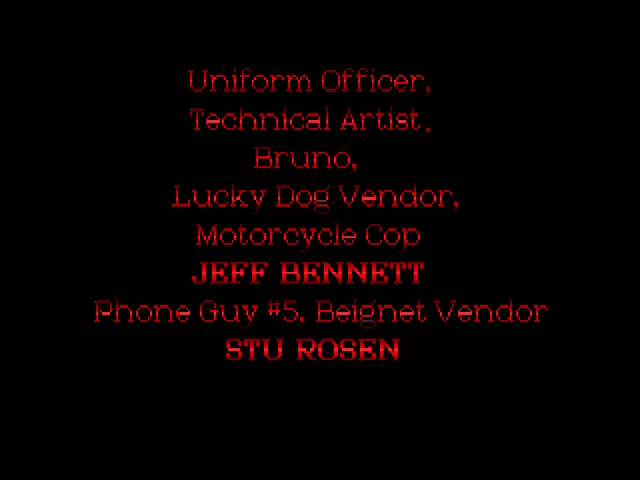 Uniform Officer,
Technical Artist,
Bruno,
Lucky Dog Vendor,
Motorcycle Cop
JEFF BENNETT
Phone Guy #5, Beignet Vendor
STU ROSEN